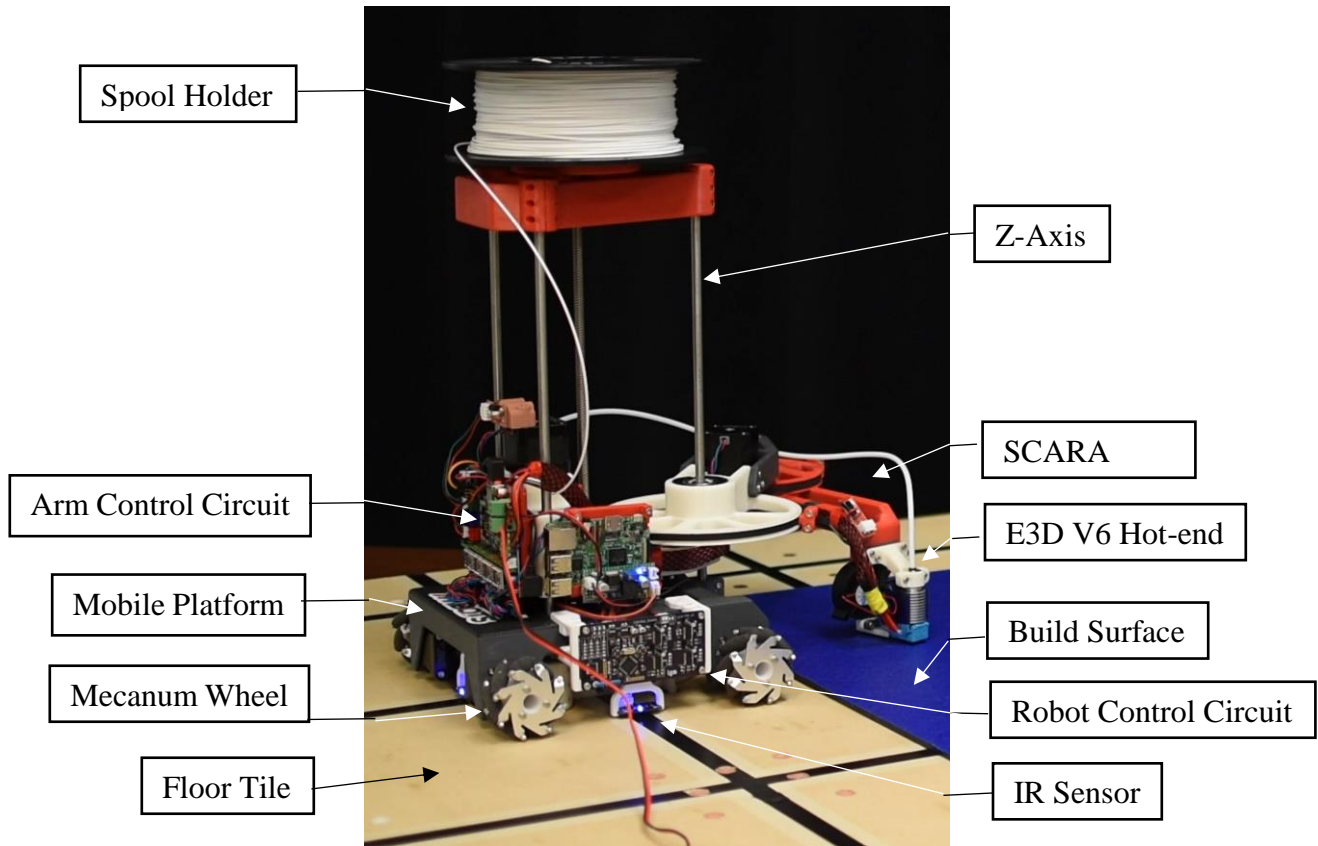 Spool Holder
Z-Axis
SCARA
Arm Control Circuit
E3D V6 Hot-end
Mobile Platform
Build Surface
Mecanum Wheel
Robot Control Circuit
Floor Tile
IR Sensor